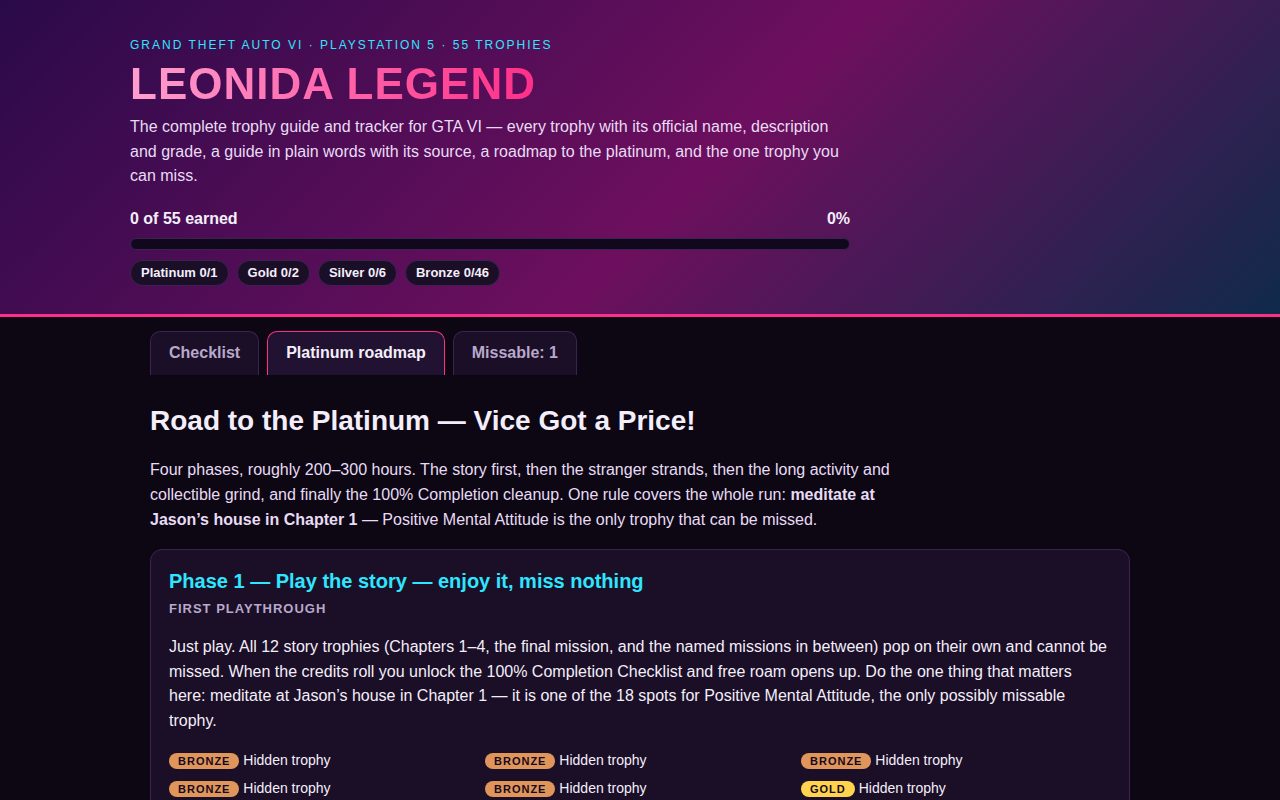 GRAND THEFT AUTO VI · PLAYSTATION 5 · 55 TROPHIES
LEONIDA LEGEND
The complete trophy guide and tracker for GTA VI — every trophy with its official name, description
and grade, a guide in plain words with its source, a roadmap to the platinum, and the one trophy you
can miss.
0 of 55 earned 0%
Platinum 0/1 Gold 0/2 Silver 0/6 Bronze 0/46
Checklist Platinum roadmap Missable: 1
Road to the Platinum — Vice Got a Price!
Four phases, roughly 200–300 hours. The story first, then the stranger strands, then the long activity and
collectible grind, and finally the 100% Completion cleanup. One rule covers the whole run: meditate at
Jason’s house in Chapter 1 — Positive Mental Attitude is the only trophy that can be missed.
Phase 1 — Play the story — enjoy it, miss nothing
FIRST PLAYTHROUGH
Just play. All 12 story trophies (Chapters 1–4, the final mission, and the named missions in between) pop on their own and cannot be
missed. When the credits roll you unlock the 100% Completion Checklist and free roam opens up. Do the one thing that matters
here: meditate at Jason’s house in Chapter 1 — it is one of the 18 spots for Positive Mental Attitude, the only possibly missable
trophy.
BRONZE Hidden trophy BRONZE Hidden trophy BRONZE Hidden trophy
BRONZE Hidden trophy BRONZE Hidden trophy GOLD Hidden trophy